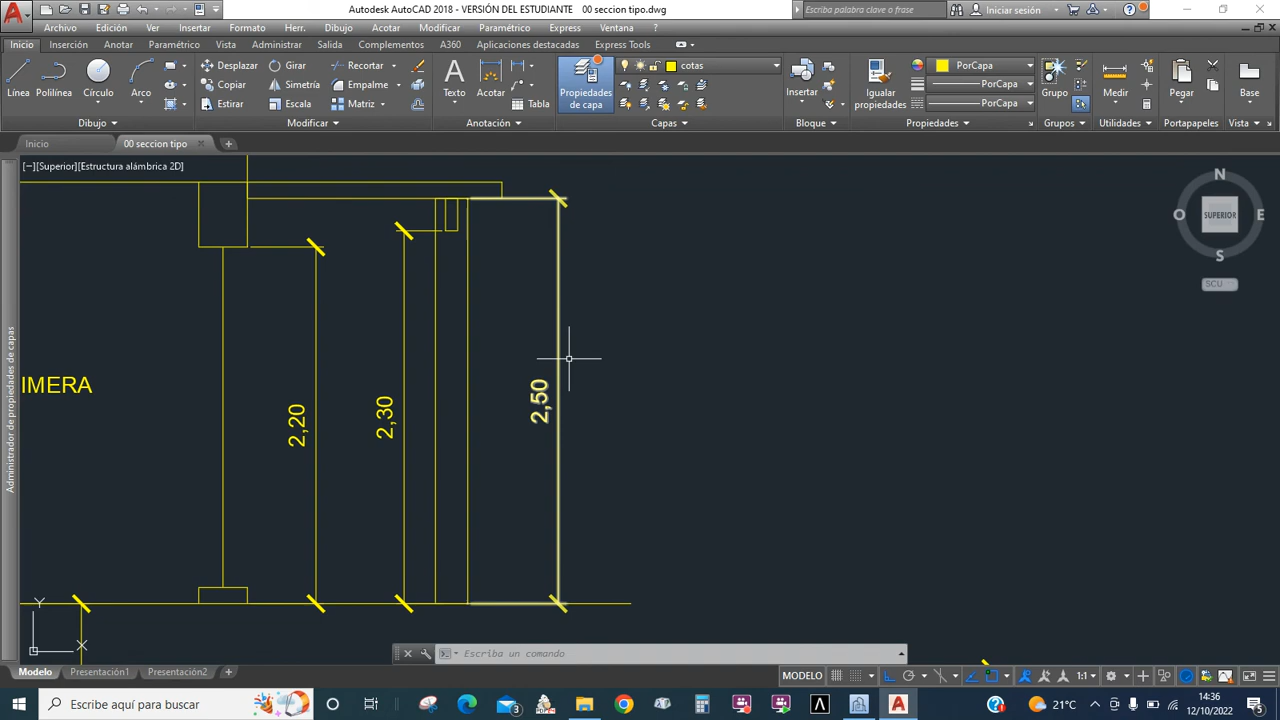 Autodesk AutoCAD 2018 - VERSIÓN DEL ESTUDIANTE 00 seccion tipo.dwg
Escriba palabra clave o frase
Iniciar sesión
Archivo Edición Ver Insertar Formato Herr. Dibujo Acotar Modificar Paramétrico Express Ventana ?
Inicio Inserción Anotar Paramétrico Vista Administrar Salida Complementos A360 Aplicaciones destacadas Express Tools
Línea Polilínea Círculo Arco
Desplazar Girar Recortar
Copiar Simetría Empalme
Estirar Escala Matriz
Texto Acotar Tabla
Propiedades de capa
cotas
Insertar
Igualar propiedades
PorCapa
PorCapa
PorCapa
Grupo Medir Pegar Base
Dibujo Modificar Anotación Capas Bloque Propiedades Grupos Utilidades Portapapeles Vista
Inicio 00 seccion tipo
[−][Superior][Estructura alámbrica 2D]
N
O SUPERIOR E
S
SCU
Administrador de propiedades de capas
IMERA
2,20
2,30
2,50
Y
X
Escriba un comando
Modelo Presentación1 Presentación2 +
MODELO 1:1
Escribe aquí para buscar
3
21°C
14:36
12/10/2022
5